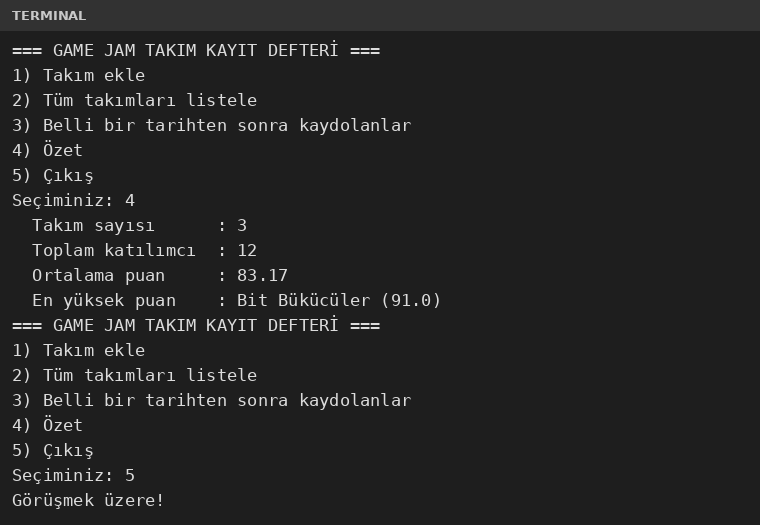 TERMINAL
=== GAME JAM TAKIM KAYIT DEFTERİ ===
1) Takım ekle
2) Tüm takımları listele
3) Belli bir tarihten sonra kaydolanlar
4) Özet
5) Çıkış
Seçiminiz: 4
  Takım sayısı      : 3
  Toplam katılımcı  : 12
  Ortalama puan     : 83.17
  En yüksek puan    : Bit Bükücüler (91.0)
=== GAME JAM TAKIM KAYIT DEFTERİ ===
1) Takım ekle
2) Tüm takımları listele
3) Belli bir tarihten sonra kaydolanlar
4) Özet
5) Çıkış
Seçiminiz: 5
Görüşmek üzere!